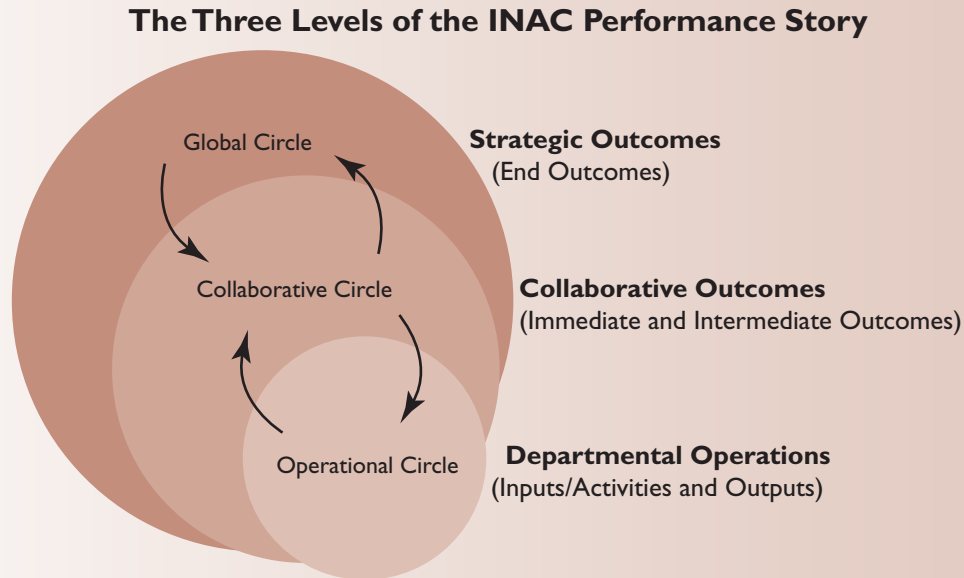 The Three Levels of the INAC Performance Story
Global Circle
Strategic Outcomes
(End Outcomes)
Collaborative Circle
Collaborative Outcomes
(Immediate and Intermediate Outcomes)
Operational Circle
Departmental Operations
(Inputs/Activities and Outputs)